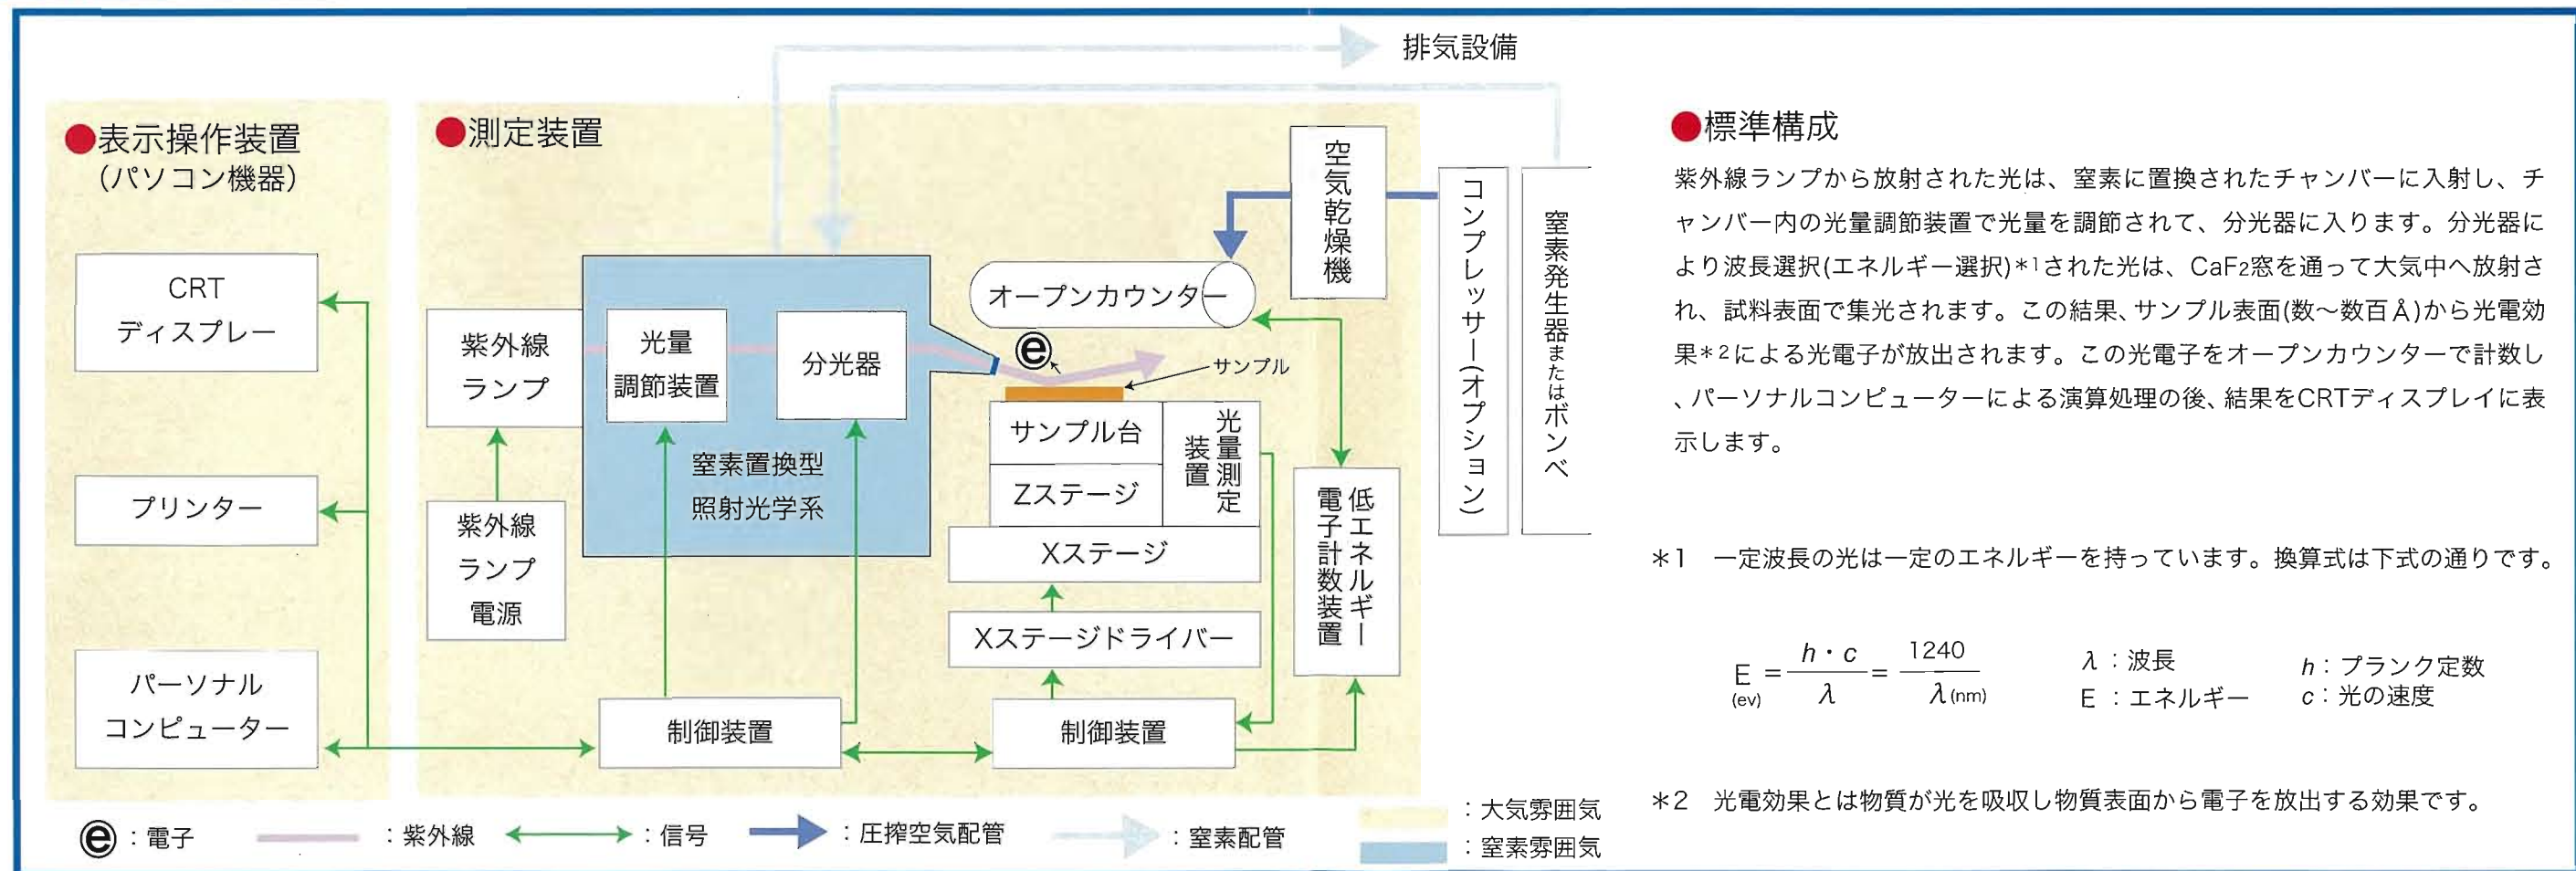 排気設備
●表示操作装置
（パソコン機器）
CRT
ディスプレー
プリンター
パーソナル
コンピューター
●測定装置
紫外線
ランプ
紫外線
ランプ
電源
光量
調節装置
分光器
窒素置換型
照射光学系
制御装置
オープンカウンター
e
サンプル
サンプル台
Zステージ
光量測定
装置
Xステージ
Xステージドライバー
制御装置
空気乾燥機
低エネルギー
電子計数装置
コンプレッサー(オプション)
窒素発生器またはボンベ
e：電子
：紫外線
：信号
：圧搾空気配管
：窒素配管
：大気雰囲気
：窒素雰囲気
●標準構成
紫外線ランプから放射された光は、窒素に置換されたチャンバーに入射し、チ
ャンバー内の光量調節装置で光量を調節されて、分光器に入ります。分光器に
より波長選択(エネルギー選択)*1された光は、CaF2窓を通って大気中へ放射さ
れ、試料表面で集光されます。この結果、サンプル表面(数～数百Å)から光電効
果*2による光電子が放出されます。この光電子をオープンカウンターで計数し
、パーソナルコンピューターによる演算処理の後、結果をCRTディスプレイに表
示します。
*1　一定波長の光は一定のエネルギーを持っています。換算式は下式の通りです。
E(ev) = h・c / λ = 1240 / λ(nm)
λ：波長
E：エネルギー
h：プランク定数
c：光の速度
*2　光電効果とは物質が光を吸収し物質表面から電子を放出する効果です。